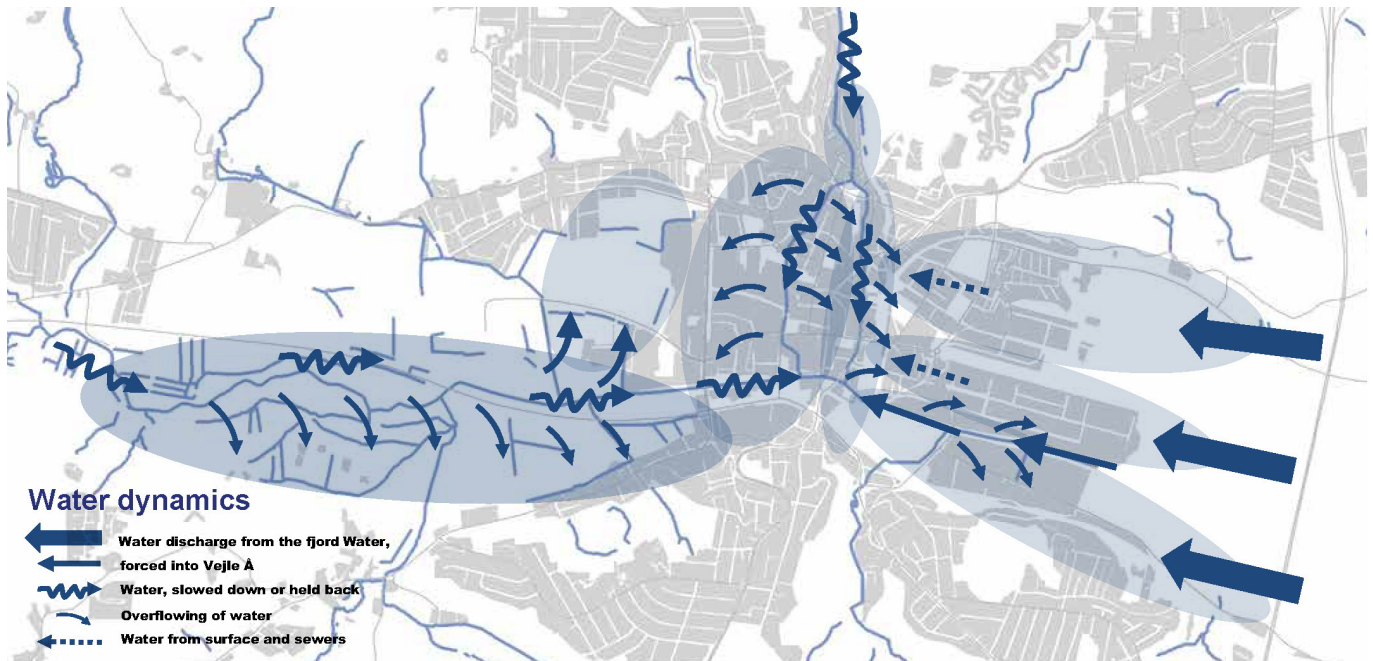 Water dynamics
Water discharge from the fjord Water,
forced into Vejle Å
Water, slowed down or held back
Overflowing of water
Water from surface and sewers